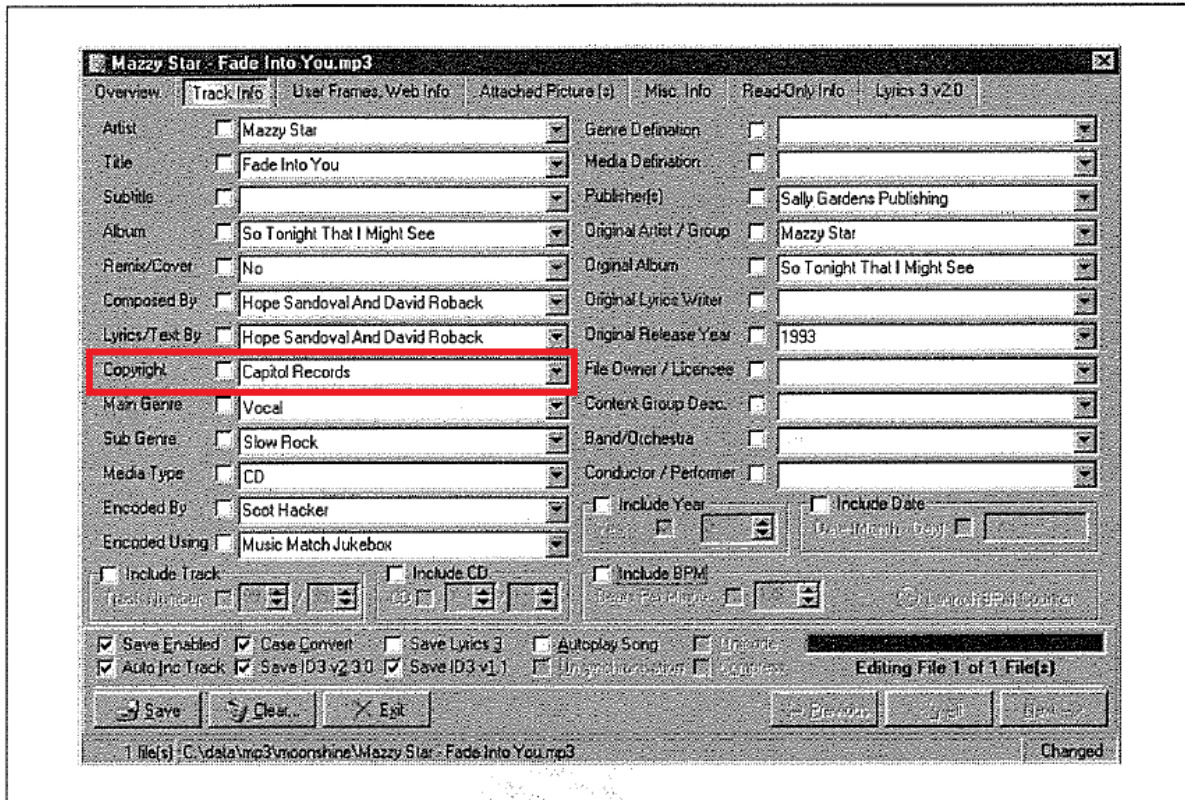 Mazzy Star - Fade Into You.mp3
Overview Track Info User Frames, Web Info Attached Picture (s) Misc. Info Read-Only Info Lyrics 3 v2.0
Artist Mazzy Star Genre Defination
Title Fade Into You Media Defination
Subtitle Publisher(s) Sally Gardens Publishing
Album So Tonight That I Might See Original Artist / Group Mazzy Star
Remix/Cover No Orginal Album So Tonight That I Might See
Composed By Hope Sandoval And David Roback Original Lyrics Writer
Lyrics/Text By Hope Sandoval And David Roback Original Release Year 1993
Copyright Capitol Records File Owner / Licencee
Main Genre Vocal Content Group Desc.
Sub Genre Slow Rock Band/Orchestra
Media Type CD Conductor / Performer
Encoded By Scot Hacker Include Year Include Date
Encoded Using Music Match Jukebox
Include Track Include CD Include BPM
Track Number / CD
Save Enabled Case Convert Save Lyrics 3 Autoplay Song
Auto Inc Track Save ID3 v2.3.0 Save ID3 v1.1 Editing File 1 of 1 File(s)
Save Clear... Exit
1 file(s) C:\data\mp3\moonshine\Mazzy Star - Fade Into You.mp3 Changed